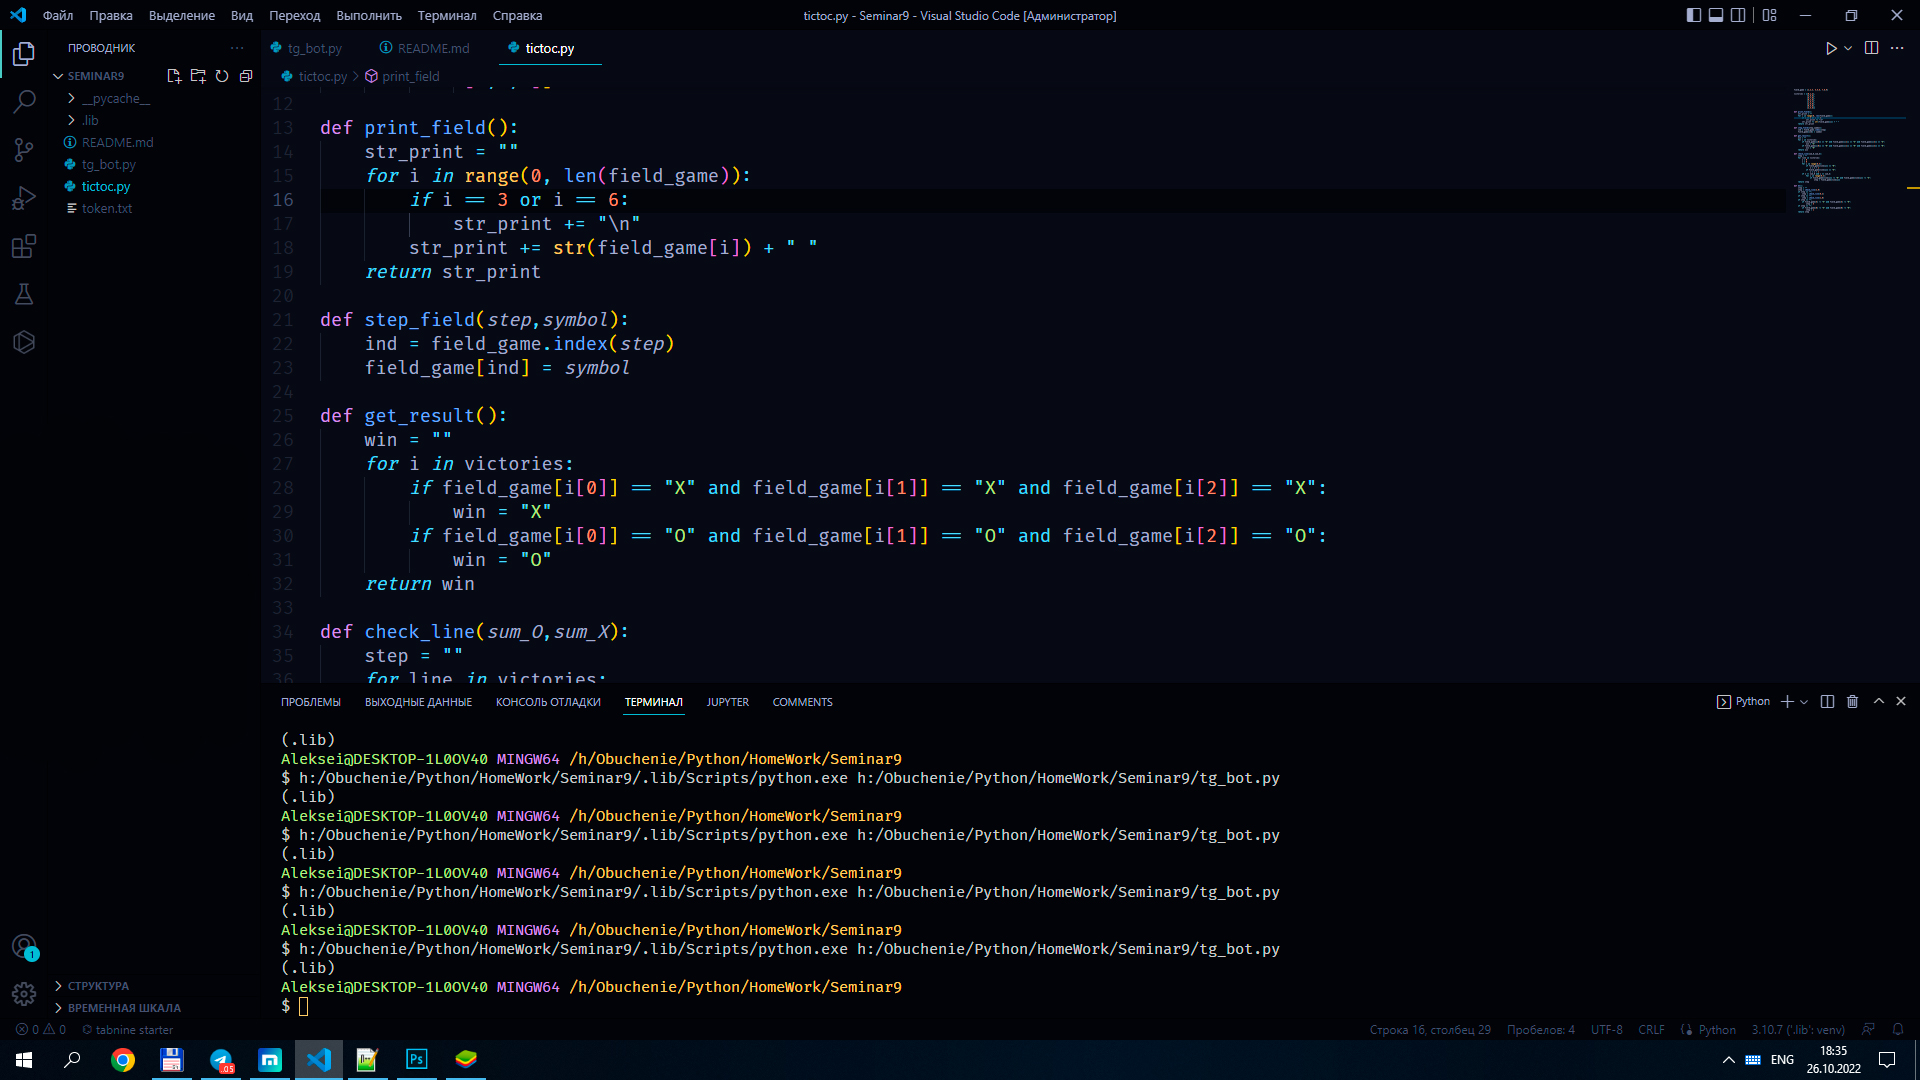 Файл Правка Выделение Вид Переход Выполнить Терминал Справка
tictoc.py - Seminar9 - Visual Studio Code [Администратор]
ПРОВОДНИК
SEMINAR9
__pycache__
.lib
README.md
tg_bot.py
tictoc.py
token.txt
СТРУКТУРА
ВРЕМЕННАЯ ШКАЛА
tg_bot.py README.md tictoc.py
tictoc.py > print_field
12
13 def print_field():
14 str_print = ""
15 for i in range(0, len(field_game)):
16 if i == 3 or i == 6:
17 str_print += "\n"
18 str_print += str(field_game[i]) + " "
19 return str_print
20
21 def step_field(step,symbol):
22 ind = field_game.index(step)
23 field_game[ind] = symbol
24
25 def get_result():
26 win = ""
27 for i in victories:
28 if field_game[i[0]] == "X" and field_game[i[1]] == "X" and field_game[i[2]] == "X":
29 win = "X"
30 if field_game[i[0]] == "O" and field_game[i[1]] == "O" and field_game[i[2]] == "O":
31 win = "O"
32 return win
33
34 def check_line(sum_O,sum_X):
35 step = ""
36 for line in victories:
ПРОБЛЕМЫ ВЫХОДНЫЕ ДАННЫЕ КОНСОЛЬ ОТЛАДКИ ТЕРМИНАЛ JUPYTER COMMENTS
Python
(.lib)
Aleksei@DESKTOP-1L0OV40 MINGW64 /h/Obuchenie/Python/HomeWork/Seminar9
$ h:/Obuchenie/Python/HomeWork/Seminar9/.lib/Scripts/python.exe h:/Obuchenie/Python/HomeWork/Seminar9/tg_bot.py
(.lib)
Aleksei@DESKTOP-1L0OV40 MINGW64 /h/Obuchenie/Python/HomeWork/Seminar9
$ h:/Obuchenie/Python/HomeWork/Seminar9/.lib/Scripts/python.exe h:/Obuchenie/Python/HomeWork/Seminar9/tg_bot.py
(.lib)
Aleksei@DESKTOP-1L0OV40 MINGW64 /h/Obuchenie/Python/HomeWork/Seminar9
$ h:/Obuchenie/Python/HomeWork/Seminar9/.lib/Scripts/python.exe h:/Obuchenie/Python/HomeWork/Seminar9/tg_bot.py
(.lib)
Aleksei@DESKTOP-1L0OV40 MINGW64 /h/Obuchenie/Python/HomeWork/Seminar9
$ h:/Obuchenie/Python/HomeWork/Seminar9/.lib/Scripts/python.exe h:/Obuchenie/Python/HomeWork/Seminar9/tg_bot.py
(.lib)
Aleksei@DESKTOP-1L0OV40 MINGW64 /h/Obuchenie/Python/HomeWork/Seminar9
$
1
0 0 tabnine starter
Строка 16, столбец 29 Пробелов: 4 UTF-8 CRLF Python 3.10.7 ('.lib': venv)
.05
Ps
ENG
18:35
26.10.2022